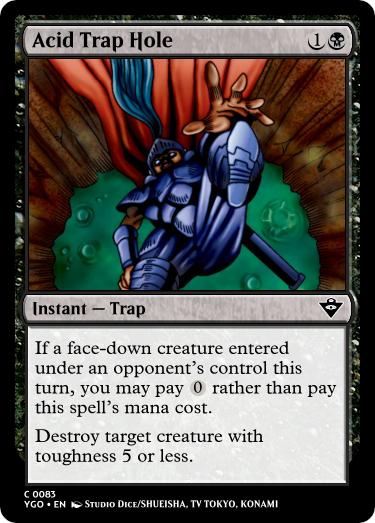 Acid Trap Hole 1
Instant — Trap
If a face-down creature entered
under an opponent's control this
turn, you may pay 0 rather than pay
this spell's mana cost.
Destroy target creature with
toughness 5 or less.
C 0083
YGO • EN Studio Dice/SHUEISHA, TV TOKYO, KONAMI